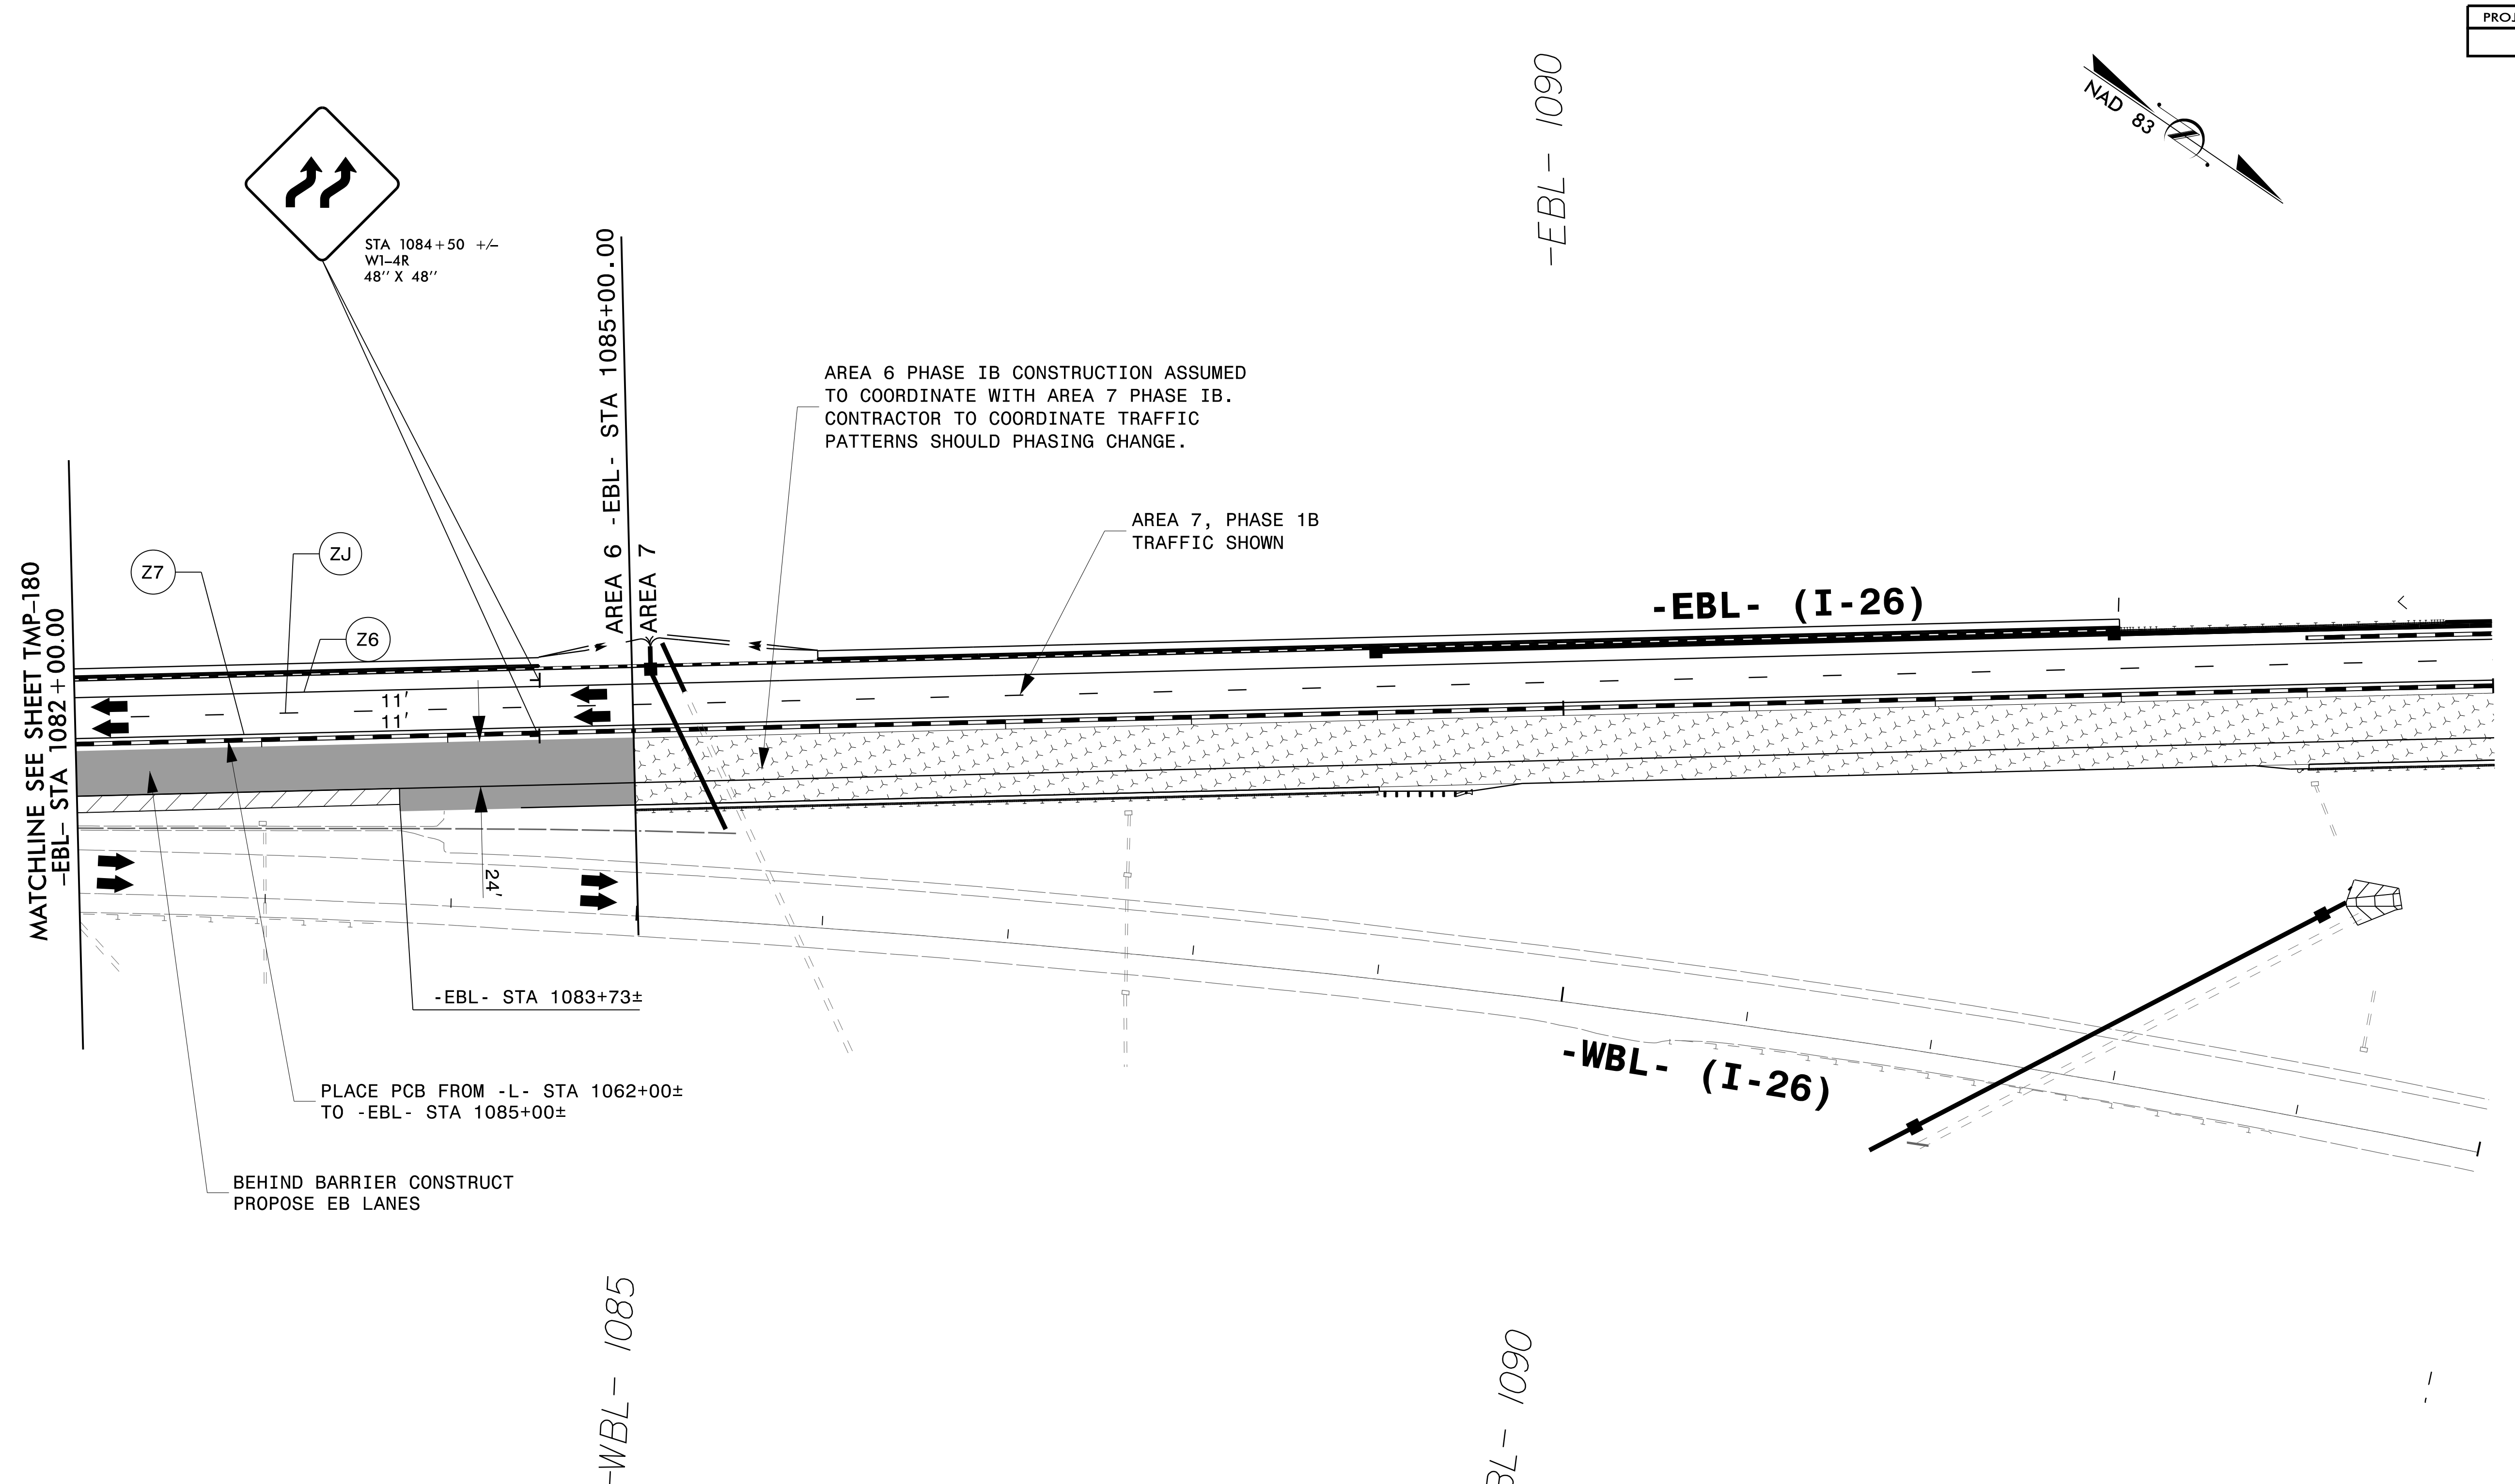 PROJ
-EBL- 1090
NAD 83
STA 1084+50 +/-
W1-4R
48'' X 48''
AREA 6 -EBL- STA 1085+00.00
AREA 7
AREA 6 PHASE IB CONSTRUCTION ASSUMED
TO COORDINATE WITH AREA 7 PHASE IB.
CONTRACTOR TO COORDINATE TRAFFIC
PATTERNS SHOULD PHASING CHANGE.
AREA 7, PHASE 1B
TRAFFIC SHOWN
ZJ
Z7
Z6
-EBL- (I-26)
MATCHLINE SEE SHEET TMP-180
-EBL- STA 1082+00.00
11'
11'
24'
-EBL- STA 1083+73±
-WBL- (I-26)
PLACE PCB FROM -L- STA 1062+00±
TO -EBL- STA 1085+00±
BEHIND BARRIER CONSTRUCT
PROPOSE EB LANES
-WBL- 1085
BL- 1090